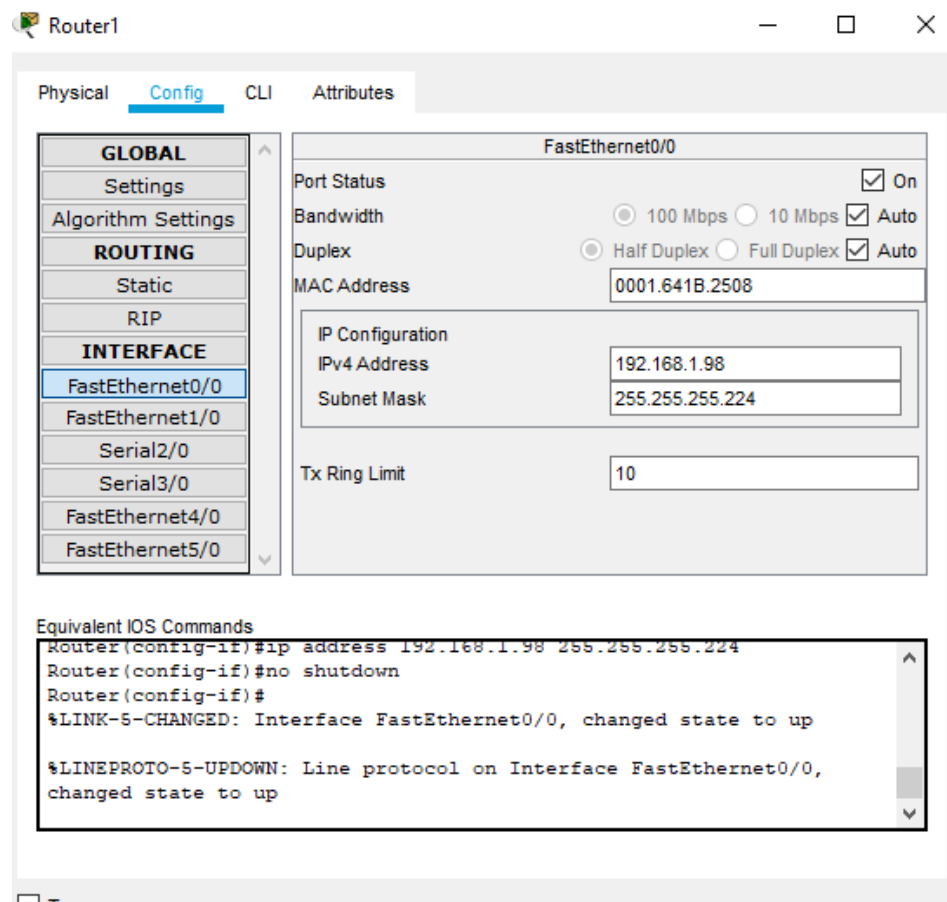 Router1
Physical Config CLI Attributes
GLOBAL
Settings
Algorithm Settings
ROUTING
Static
RIP
INTERFACE
FastEthernet0/0
FastEthernet1/0
Serial2/0
Serial3/0
FastEthernet4/0
FastEthernet5/0
FastEthernet0/0
Port Status On
Bandwidth 100 Mbps 10 Mbps Auto
Duplex Half Duplex Full Duplex Auto
MAC Address 0001.641B.2508
IP Configuration
IPv4 Address 192.168.1.98
Subnet Mask 255.255.255.224
Tx Ring Limit 10
Equivalent IOS Commands
Router(config-if)#ip address 192.168.1.98 255.255.255.224
Router(config-if)#no shutdown
Router(config-if)#
%LINK-5-CHANGED: Interface FastEthernet0/0, changed state to up
%LINEPROTO-5-UPDOWN: Line protocol on Interface FastEthernet0/0,
changed state to up